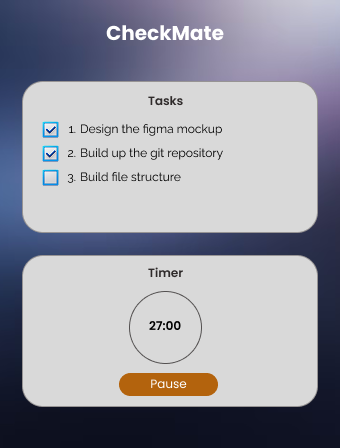 CheckMate
Tasks
1. Design the figma mockup
2. Build up the git repository
3. Build file structure
Timer
27:00
Pause